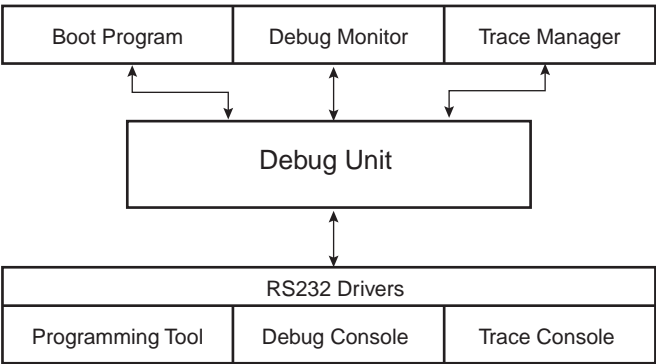 Boot Program Debug Monitor Trace Manager
Debug Unit
RS232 Drivers
Programming Tool Debug Console Trace Console